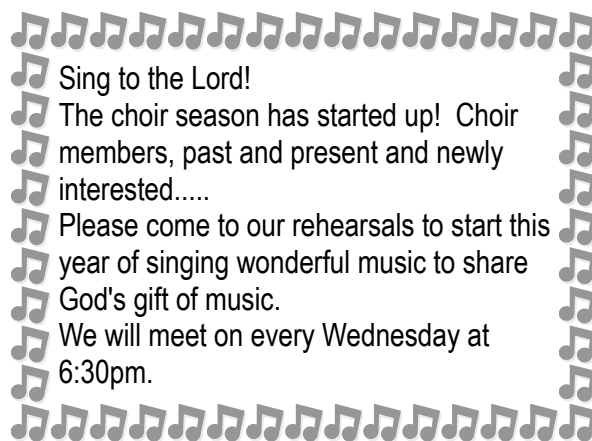 Sing to the Lord!
The choir season has started up!  Choir
members, past and present and newly
interested.....
Please come to our rehearsals to start this
year of singing wonderful music to share
God's gift of music.
We will meet on every Wednesday at
6:30pm.